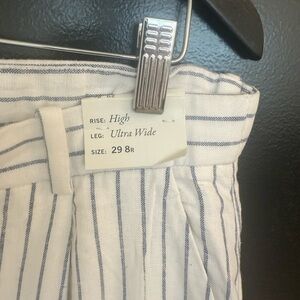 RISE: High
LEG: Ultra Wide
SIZE: 29 8R